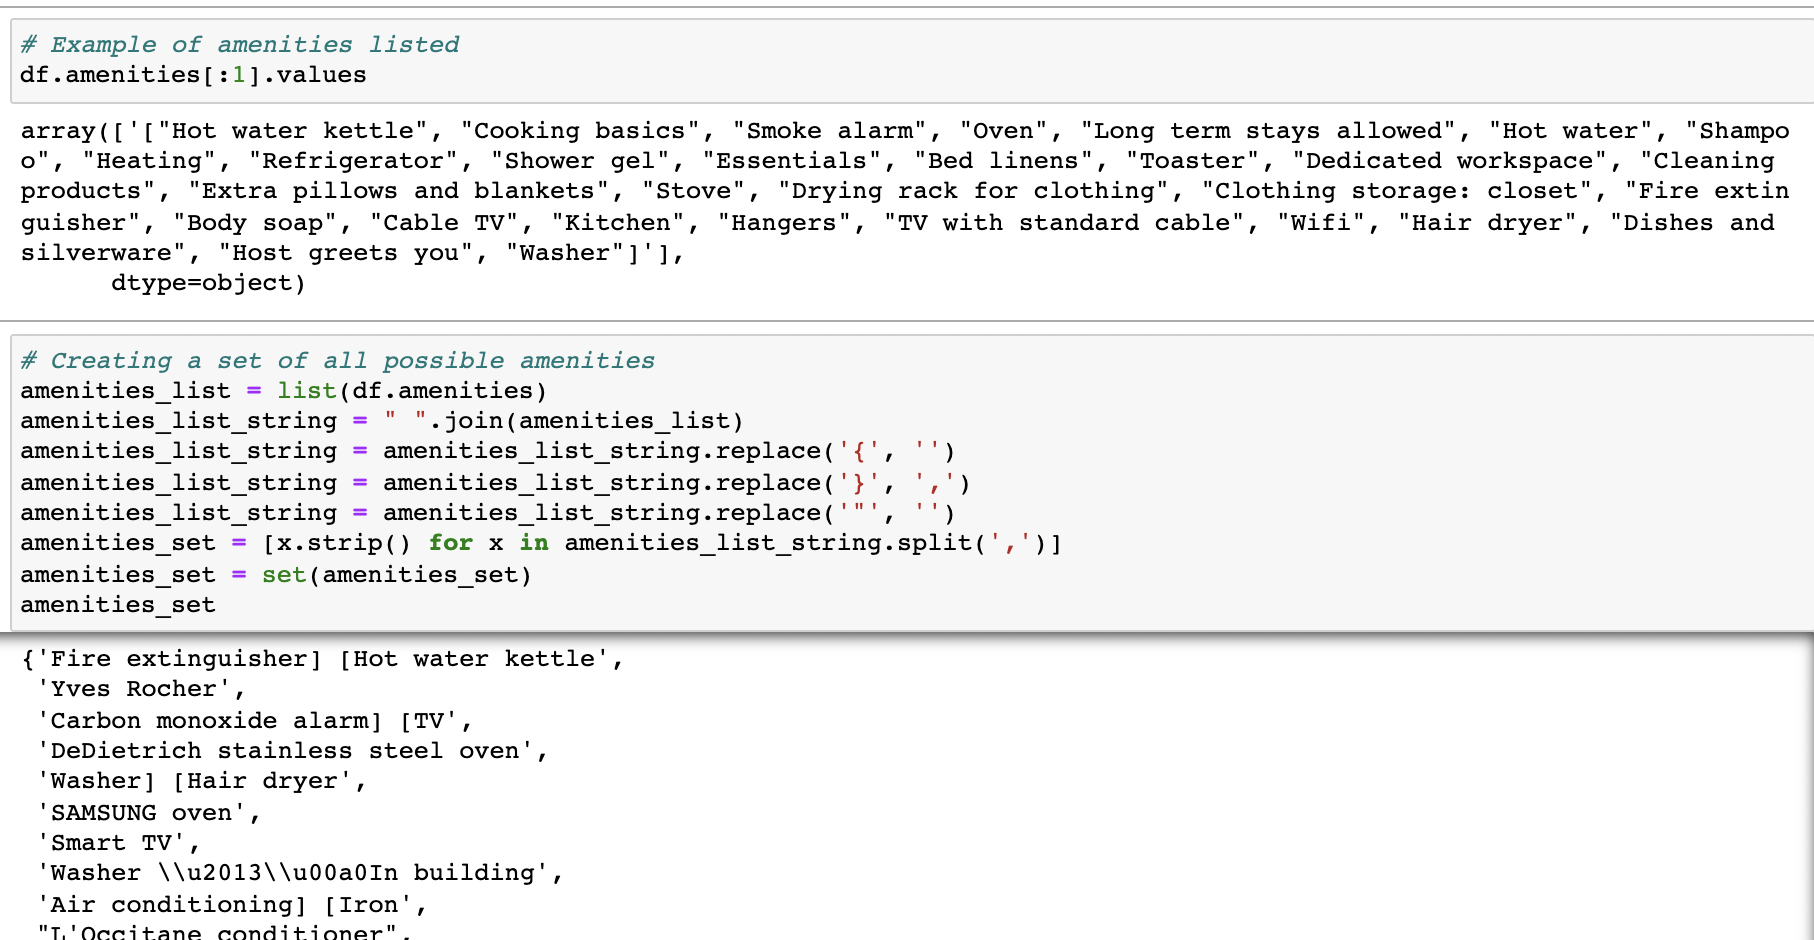 # Example of amenities listed
df.amenities[:1].values
array(['["Hot water kettle", "Cooking basics", "Smoke alarm", "Oven", "Long term stays allowed", "Hot water", "Shampo
o", "Heating", "Refrigerator", "Shower gel", "Essentials", "Bed linens", "Toaster", "Dedicated workspace", "Cleaning
products", "Extra pillows and blankets", "Stove", "Drying rack for clothing", "Clothing storage: closet", "Fire extin
guisher", "Body soap", "Cable TV", "Kitchen", "Hangers", "TV with standard cable", "Wifi", "Hair dryer", "Dishes and
silverware", "Host greets you", "Washer"]'],
      dtype=object)
# Creating a set of all possible amenities
amenities_list = list(df.amenities)
amenities_list_string = " ".join(amenities_list)
amenities_list_string = amenities_list_string.replace('{', '')
amenities_list_string = amenities_list_string.replace('}', ',')
amenities_list_string = amenities_list_string.replace('"', '')
amenities_set = [x.strip() for x in amenities_list_string.split(',')]
amenities_set = set(amenities_set)
amenities_set
{'Fire extinguisher] [Hot water kettle',
 'Yves Rocher',
 'Carbon monoxide alarm] [TV',
 'DeDietrich stainless steel oven',
 'Washer] [Hair dryer',
 'SAMSUNG oven',
 'Smart TV',
 'Washer \\u2013\\u00a0In building',
 'Air conditioning] [Iron',
 "L'Occitane conditioner",